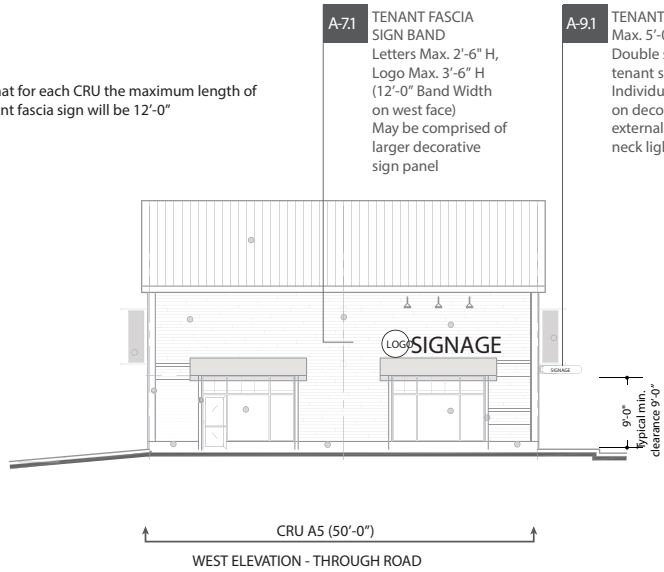 A-7.1
TENANT FASCIA
SIGN BAND
Letters Max. 2'-6" H,
Logo Max. 3’-6” H
(12’-0” Band Width
on west face)
May be comprised of
larger decorative
sign panel
A-9.1
TENANT
Max. 5’-0
Double s
tenant s
Individu
on deco
external
neck ligh
at for each CRU the maximum length of
nt fascia sign will be 12’-0”
LOGO
SIGNAGE
SIGNAGE
9'-0"
Typical min.
clearance 9’-0”
CRU A5 (50’-0”)
WEST ELEVATION - THROUGH ROAD